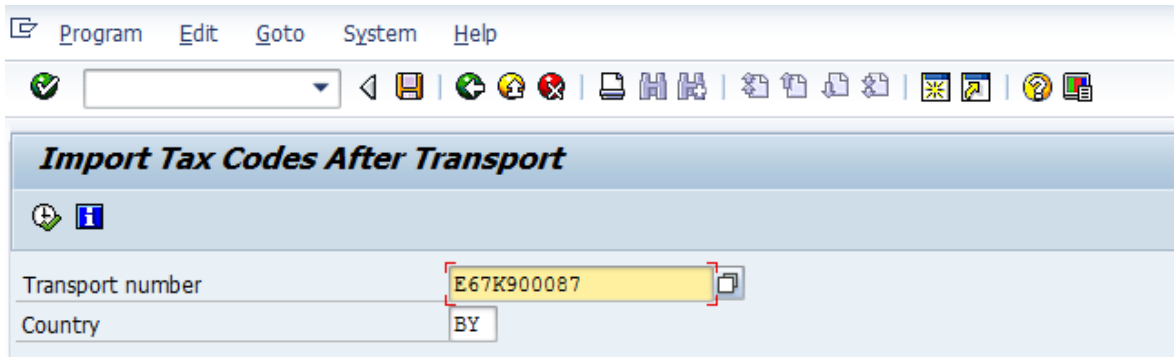 Program Edit Goto System Help
Import Tax Codes After Transport
Transport number E67K900087
Country BY